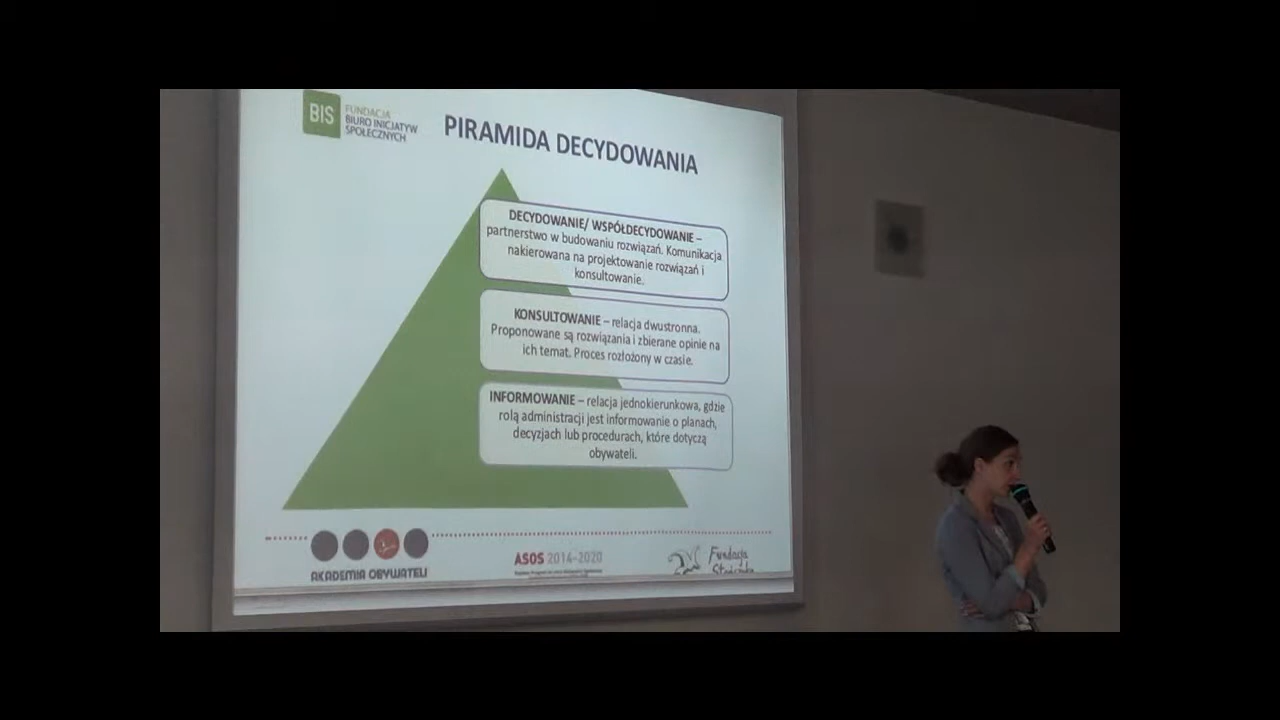 BIS
FUNDACJA
BIURO INICJATYW
SPOŁECZNYCH
PIRAMIDA DECYDOWANIA
DECYDOWANIE/ WSPÓŁDECYDOWANIE –
partnerstwo w budowaniu rozwiązań. Komunikacja
nakierowana na projektowanie rozwiązań i
konsultowanie.
KONSULTOWANIE – relacja dwustronna.
Proponowane są rozwiązania i zbierane opinie na
ich temat. Proces rozłożony w czasie.
INFORMOWANIE – relacja jednokierunkowa, gdzie
rolą administracji jest informowanie o planach,
decyzjach lub procedurach, które dotyczą
obywateli.
AKADEMIA OBYWATELI
ASOS 2014–2020
Fundacja